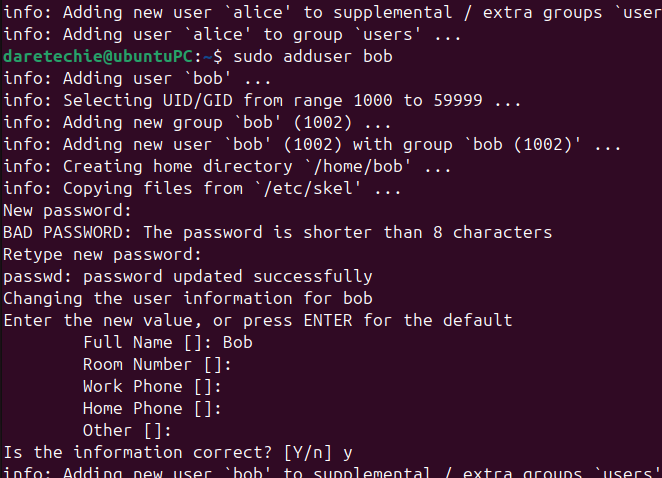 info: Adding new user `alice' to supplemental / extra groups `user
info: Adding user `alice' to group `users' ...
daretechie@ubuntuPC:~$ sudo adduser bob
info: Adding user `bob' ...
info: Selecting UID/GID from range 1000 to 59999 ...
info: Adding new group `bob' (1002) ...
info: Adding new user `bob' (1002) with group `bob (1002)' ...
info: Creating home directory `/home/bob' ...
info: Copying files from `/etc/skel' ...
New password:
BAD PASSWORD: The password is shorter than 8 characters
Retype new password:
passwd: password updated successfully
Changing the user information for bob
Enter the new value, or press ENTER for the default
        Full Name []: Bob
        Room Number []:
        Work Phone []:
        Home Phone []:
        Other []:
Is the information correct? [Y/n] y
info: Adding new user `bob' to supplemental / extra groups `users'